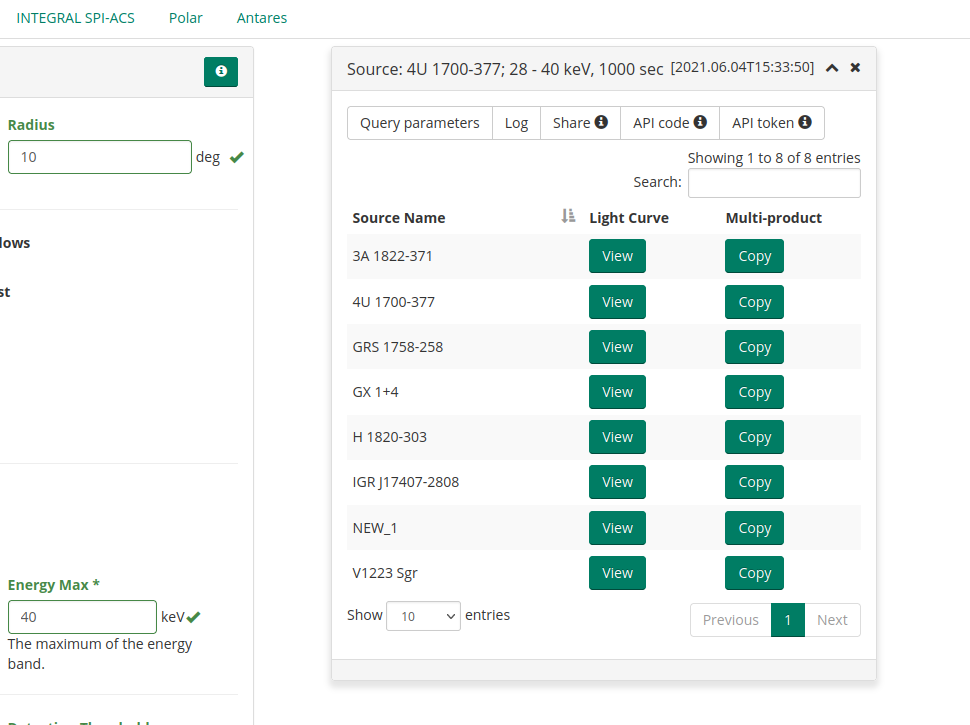 INTEGRAL SPI-ACS Polar Antares
Radius
10 deg
lows
st
Energy Max *
40 keV
The maximum of the energy
band.
Source: 4U 1700-377; 28 - 40 keV, 1000 sec [2021.06.04T15:33:50]
Query parameters Log Share API code API token
Showing 1 to 8 of 8 entries
Search:
Source Name Light Curve Multi-product
3A 1822-371 View Copy
4U 1700-377 View Copy
GRS 1758-258 View Copy
GX 1+4 View Copy
H 1820-303 View Copy
IGR J17407-2808 View Copy
NEW_1 View Copy
V1223 Sgr View Copy
Show 10 entries Previous 1 Next